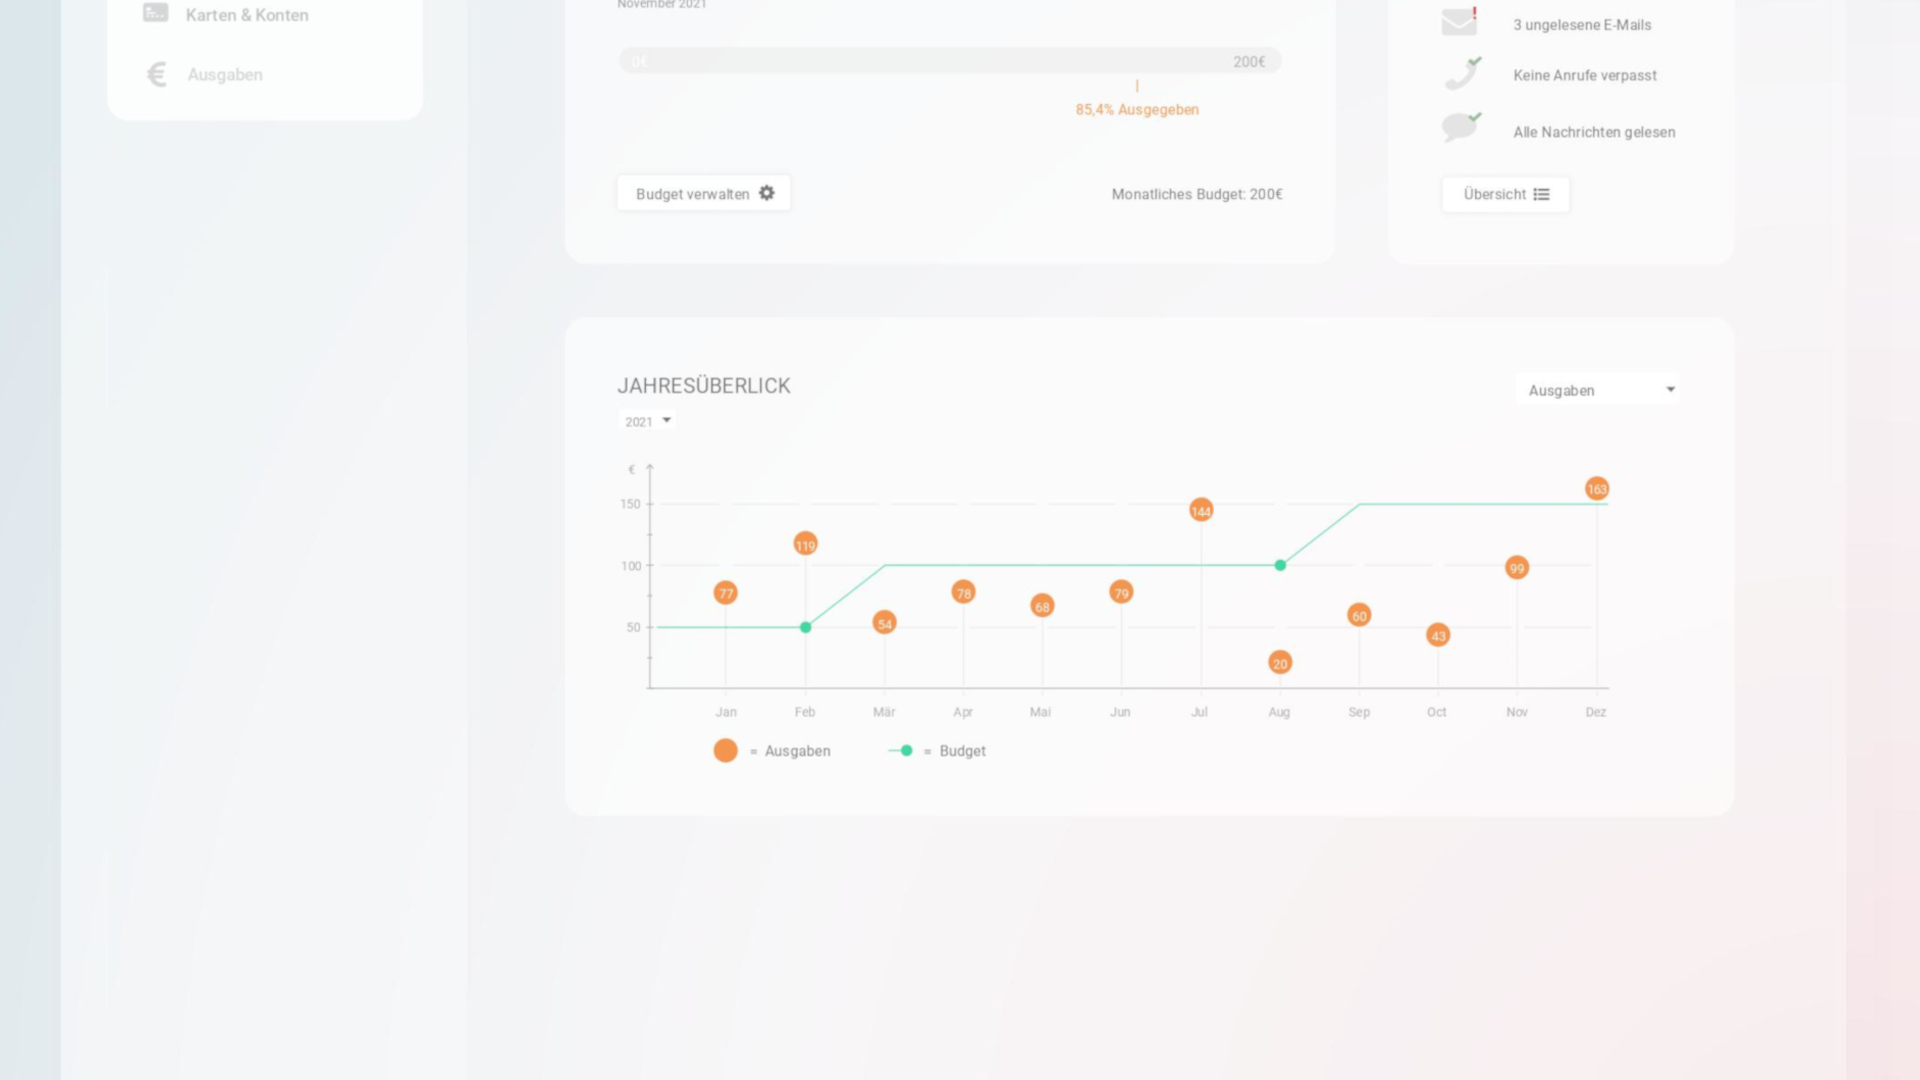 Karten & Konten
Ausgaben
November 2021
0€
200€
85,4% Ausgegeben
Budget verwalten
Monatliches Budget: 200€
3 ungelesene E-Mails
Keine Anrufe verpasst
Alle Nachrichten gelesen
Übersicht
JAHRESÜBERLICK
2021
Ausgaben
€
150
100
50
77
119
54
78
68
79
144
20
60
43
99
163
Jan
Feb
Mär
Apr
Mai
Jun
Jul
Aug
Sep
Oct
Nov
Dez
= Ausgaben
= Budget